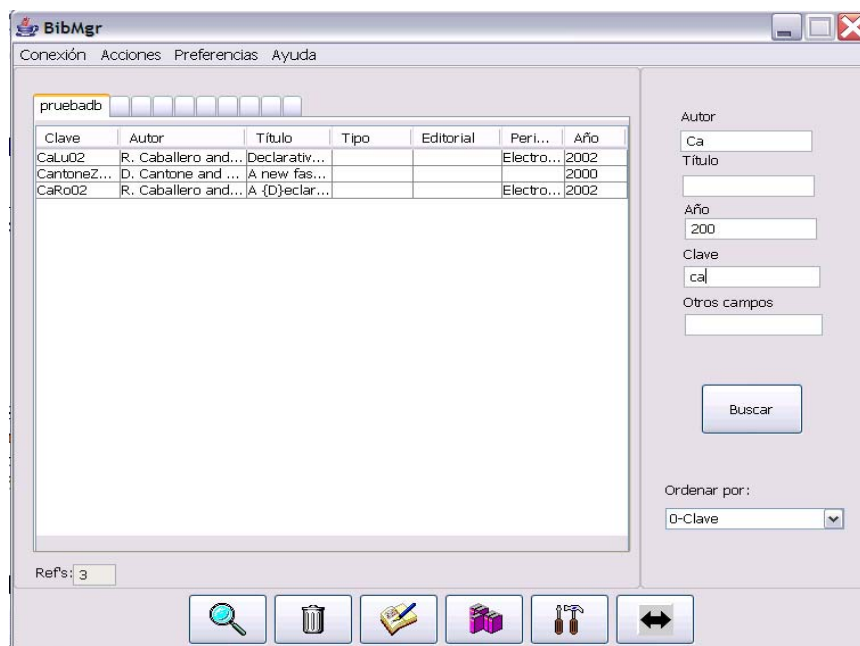 BibMgr
Conexión Acciones Preferencias Ayuda
pruebadb
Clave Autor Título Tipo Editorial Peri... Año
CaLu02 R. Caballero and... Declarativ... Electro... 2002
CantoneZ... D. Cantone and ... A new fas... 2000
CaRo02 R. Caballero and... A {D}eclar... Electro... 2002
Ref's: 3
Autor
Ca
Título
Año
200
Clave
ca
Otros campos
Buscar
Ordenar por:
0-Clave